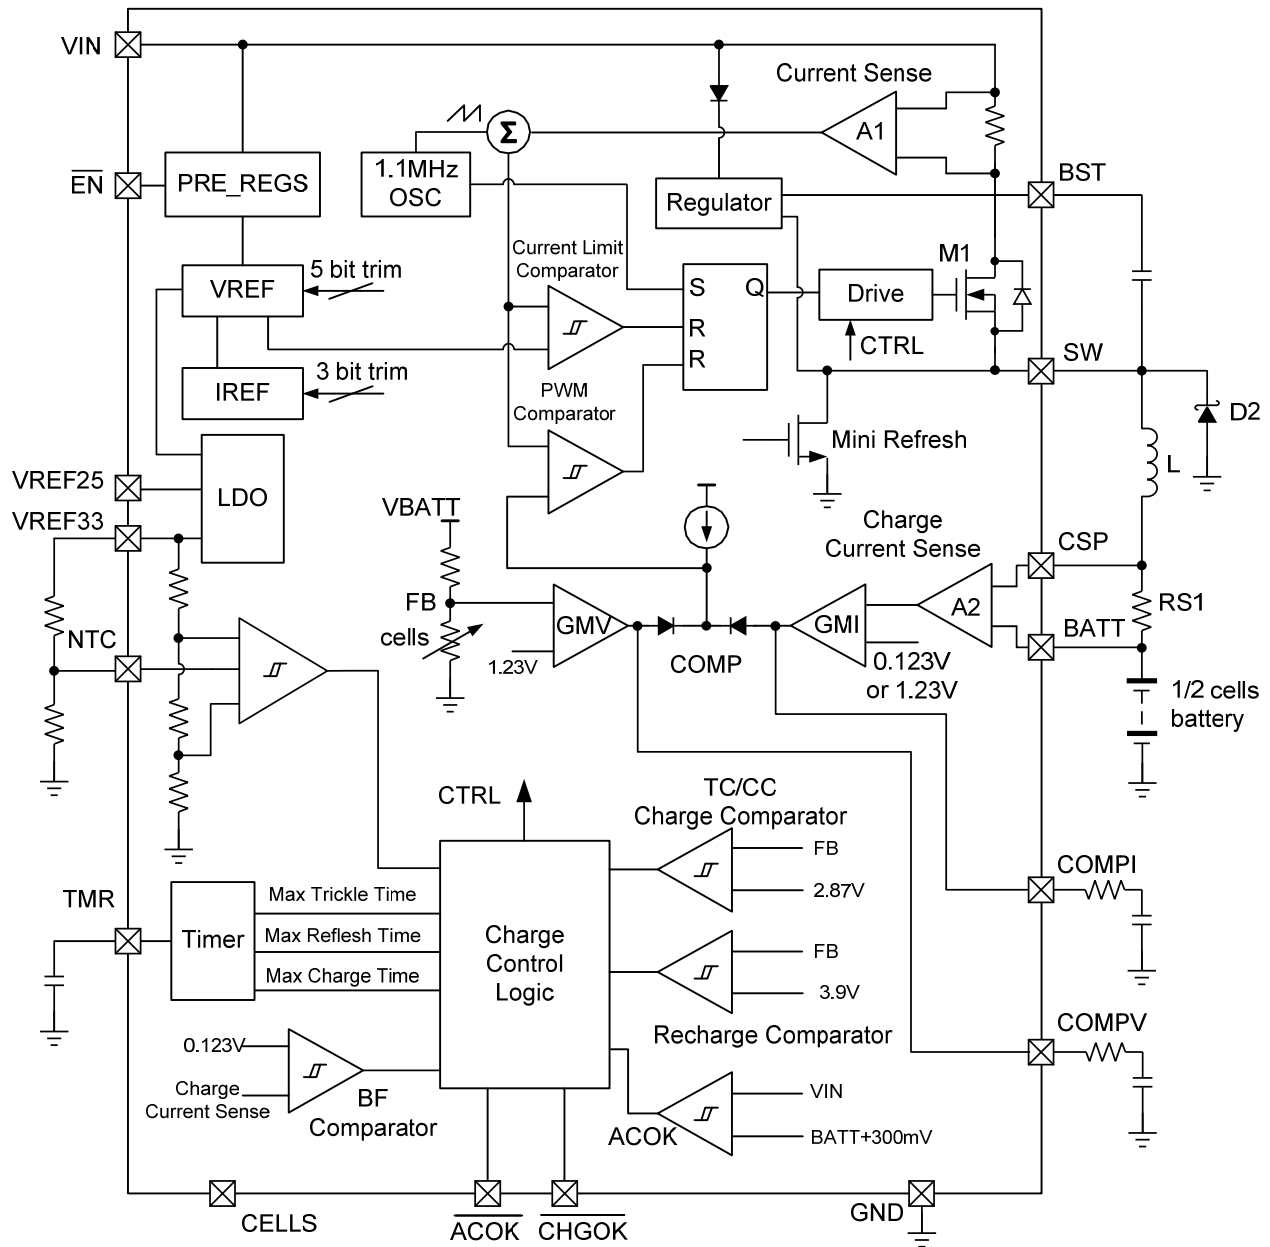 VIN
Current Sense
A1
Σ
1.1MHz
OSC
EN
PRE_REGS
BST
Regulator
Current Limit
Comparator
M1
5 bit trim
VREF
S
Q
Drive
R
CTRL
SW
R
3 bit trim
IREF
PWM
Comparator
D2
Mini Refresh
L
VREF25
LDO
VREF33
VBATT
Charge
Current Sense
CSP
FB
A2
RS1
NTC
cells
GMV
GMI
BATT
1.23V
COMP
0.123V
or 1.23V
1/2 cells
battery
CTRL
TC/CC
Charge Comparator
FB
2.87V
COMPI
TMR
Max Trickle Time
Timer
Max Reflesh Time
Max Charge Time
Charge
Control
Logic
FB
3.9V
Recharge Comparator
COMPV
0.123V
Charge
Current Sense
BF
Comparator
VIN
ACOK
BATT+300mV
CELLS
ACOK
CHGOK
GND